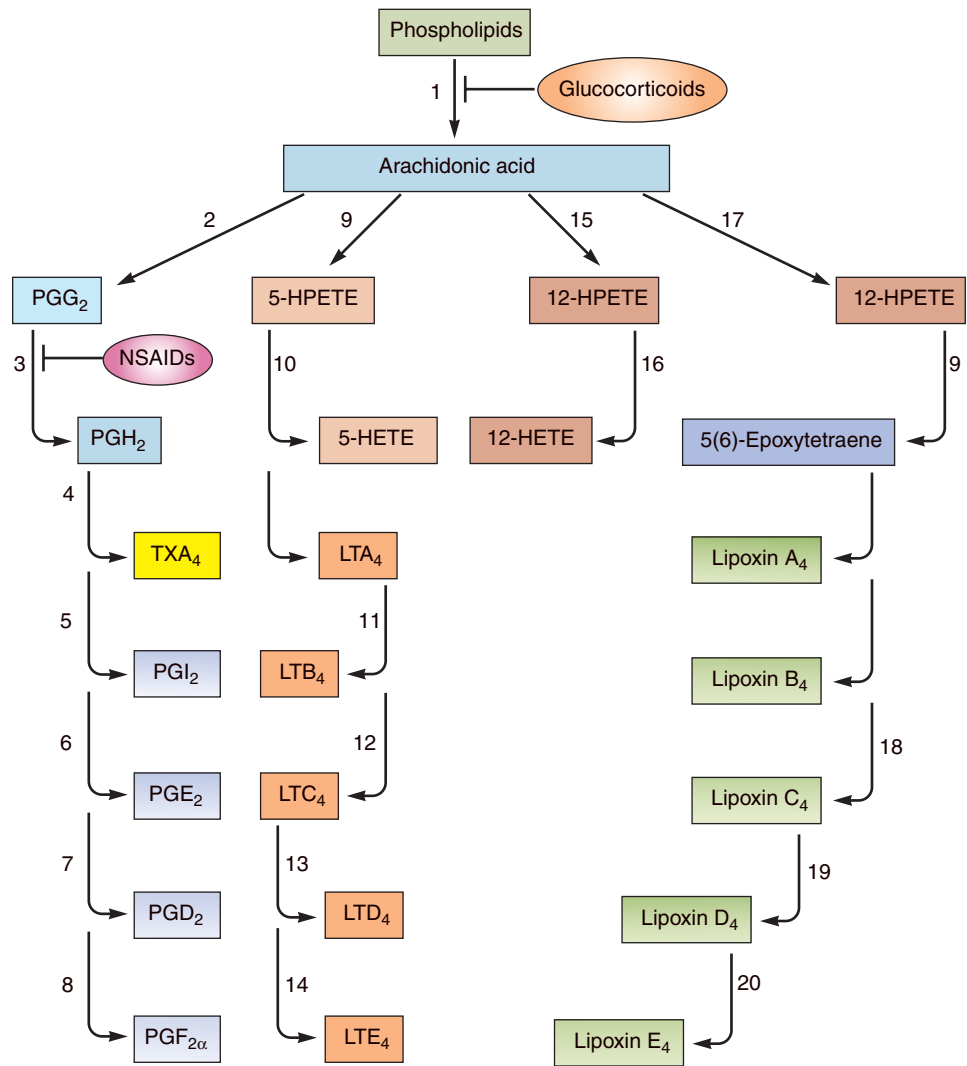 Phospholipids
1
Glucocorticoids
Arachidonic acid
2
9
15
17
PGG₂
5-HPETE
12-HPETE
12-HPETE
3
NSAIDs
10
16
9
PGH₂
5-HETE
12-HETE
5(6)-Epoxytetraene
4
TXA₄
LTA₄
Lipoxin A₄
5
11
PGI₂
LTB₄
Lipoxin B₄
6
12
18
PGE₂
LTC₄
Lipoxin C₄
7
13
19
PGD₂
LTD₄
Lipoxin D₄
8
14
20
PGF₂α
LTE₄
Lipoxin E₄